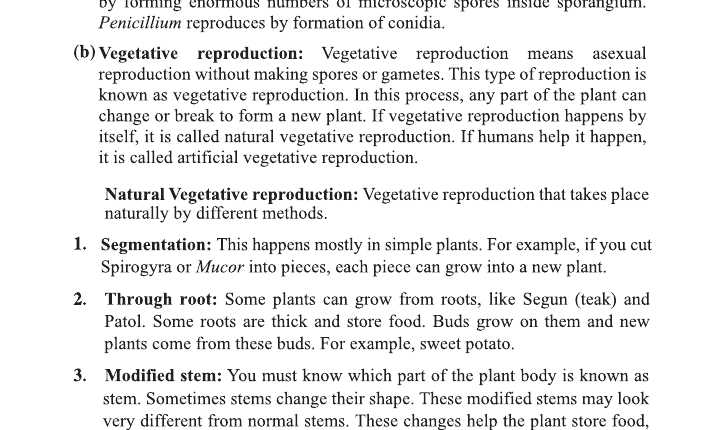 by forming enormous numbers of microscopic spores inside sporangium.
Penicillium reproduces by formation of conidia.
(b) Vegetative reproduction: Vegetative reproduction means asexual
reproduction without making spores or gametes. This type of reproduction is
known as vegetative reproduction. In this process, any part of the plant can
change or break to form a new plant. If vegetative reproduction happens by
itself, it is called natural vegetative reproduction. If humans help it happen,
it is called artificial vegetative reproduction.
Natural Vegetative reproduction: Vegetative reproduction that takes place
naturally by different methods.
1. Segmentation: This happens mostly in simple plants. For example, if you cut
Spirogyra or Mucor into pieces, each piece can grow into a new plant.
2. Through root: Some plants can grow from roots, like Segun (teak) and
Patol. Some roots are thick and store food. Buds grow on them and new
plants come from these buds. For example, sweet potato.
3. Modified stem: You must know which part of the plant body is known as
stem. Sometimes stems change their shape. These modified stems may look
very different from normal stems. These changes help the plant store food,